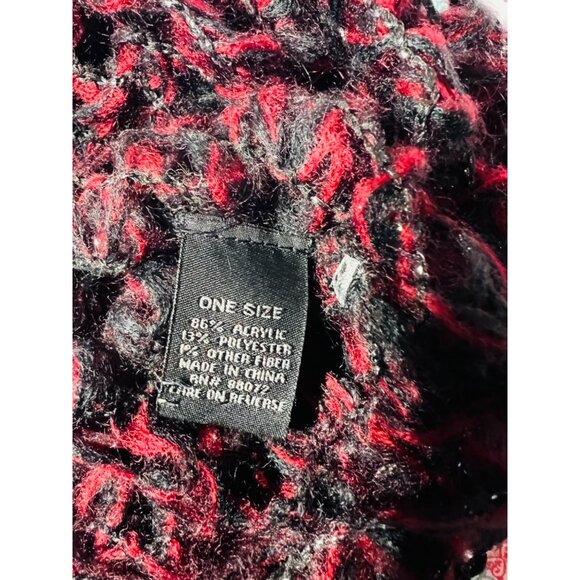 ONE SIZE
86% ACRYLIC
13% POLYESTER
1% OTHER FIBER
MADE IN CHINA
RN# 88072
CARE ON REVERSE